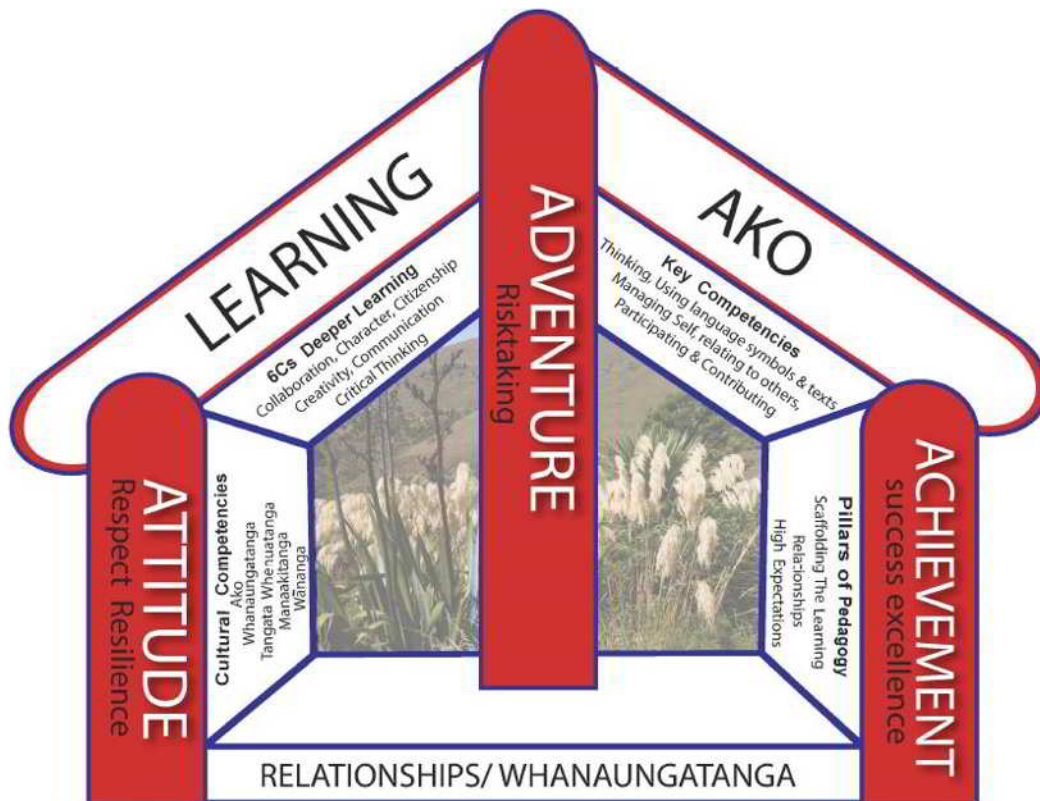 LEARNING
AKO
ADVENTURE
Risktaking
6Cs Deeper Learning
Collaboration, Character, Citizenship
Creativity, Communication
Critical Thinking
Key Competencies
Thinking, Using language symbols & texts
Managing Self, relating to others,
Participating & Contributing
ATTITUDE
Respect Resilience
Cultural Competencies
Ako
Whanaungatanga
Tangata Whenuatanga
Manaakitanga
Wānanga
Pillars of Pedagogy
Scaffolding The Learning
Relationships
High Expectations
ACHIEVEMENT
success excellence
RELATIONSHIPS/ WHANAUNGATANGA